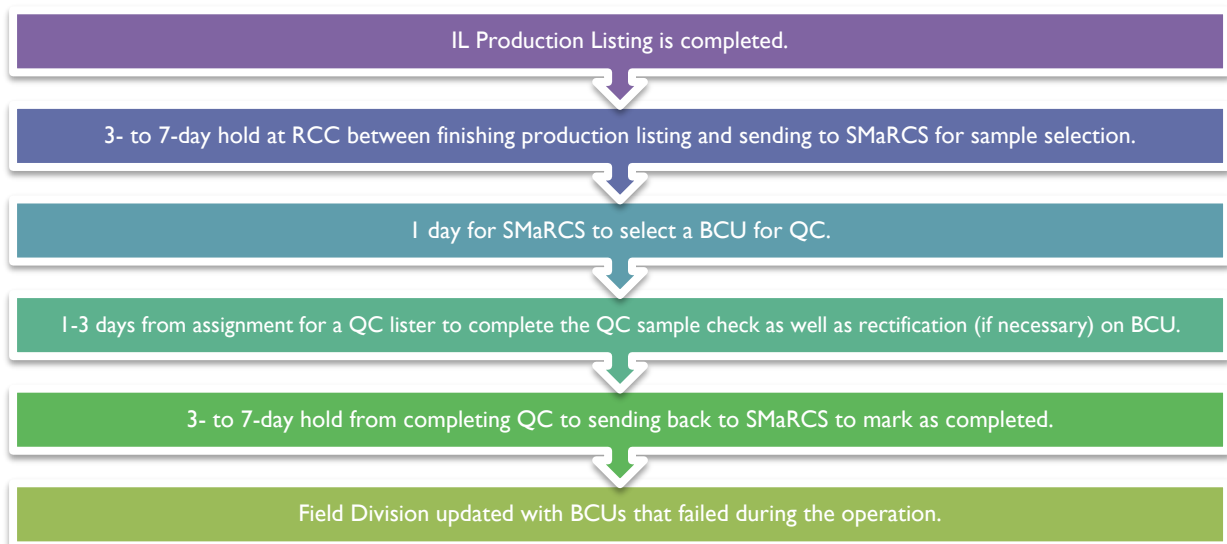 IL Production Listing is completed.
3- to 7-day hold at RCC between finishing production listing and sending to SMaRCS for sample selection.
1 day for SMaRCS to select a BCU for QC.
1-3 days from assignment for a QC lister to complete the QC sample check as well as rectification (if necessary) on BCU.
3- to 7-day hold from completing QC to sending back to SMaRCS to mark as completed.
Field Division updated with BCUs that failed during the operation.